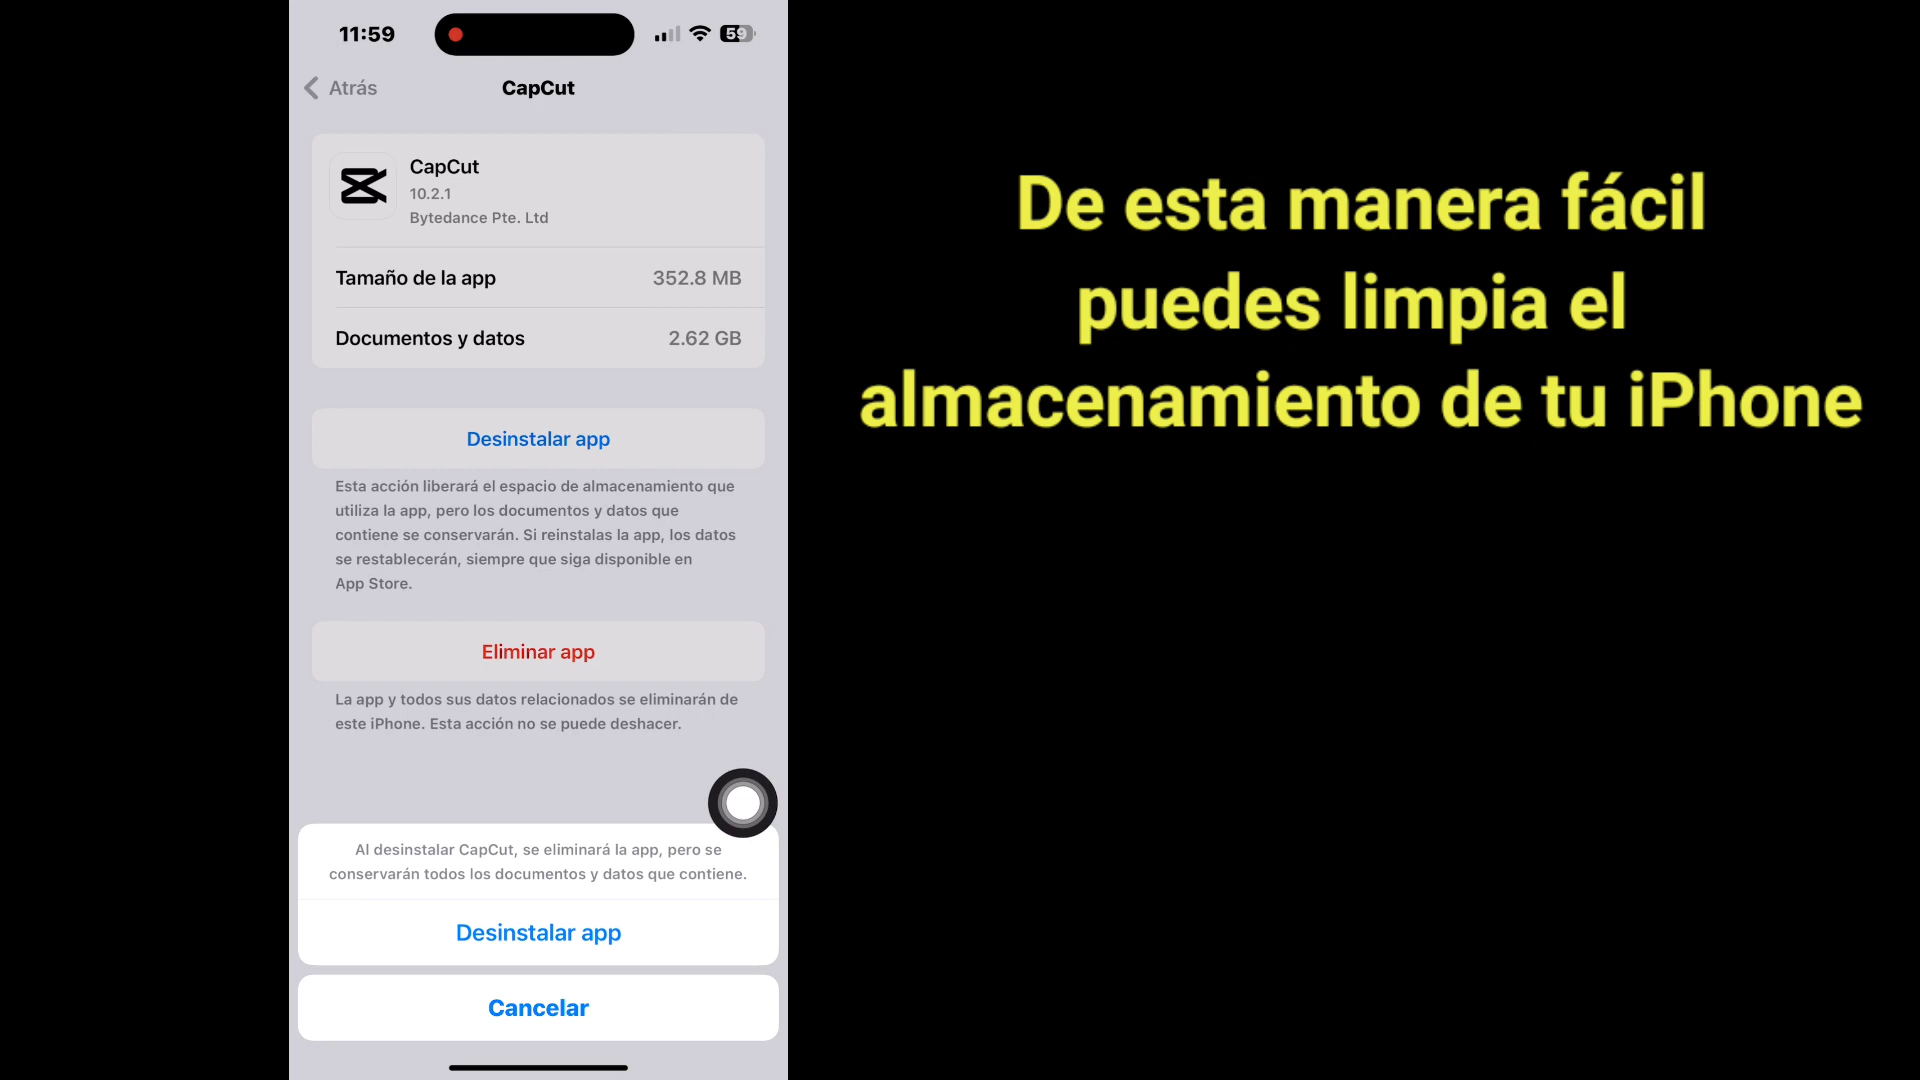 11:59
59
Atrás
CapCut
CapCut
10.2.1
Bytedance Pte. Ltd
Tamaño de la app 352.8 MB
Documentos y datos 2.62 GB
Desinstalar app
Esta acción liberará el espacio de almacenamiento que
utiliza la app, pero los documentos y datos que
contiene se conservarán. Si reinstalas la app, los datos
se restablecerán, siempre que siga disponible en
App Store.
Eliminar app
La app y todos sus datos relacionados se eliminarán de
este iPhone. Esta acción no se puede deshacer.
Al desinstalar CapCut, se eliminará la app, pero se
conservarán todos los documentos y datos que contiene.
Desinstalar app
Cancelar
De esta manera fácil
puedes limpia el
almacenamiento de tu iPhone